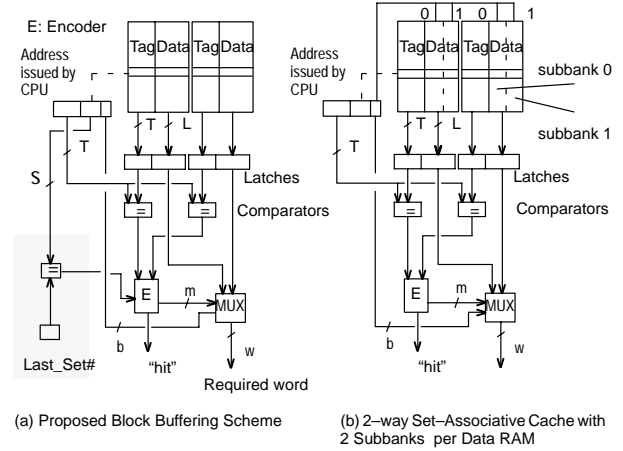 E: Encoder
Address
issued by
CPU
Tag Data Tag Data
T L
T
S
Latches
Comparators
= =
=
E
m
MUX
b
w
Last_Set#
“hit”
Required word
(a) Proposed Block Buffering Scheme
0 1 0 1
Address
issued by
CPU
Tag Data Tag Data
subbank 0
subbank 1
T L
T
Latches
Comparators
= =
E
m
MUX
b
w
“hit”
(b) 2–way Set–Associative Cache with
2 Subbanks per Data RAM